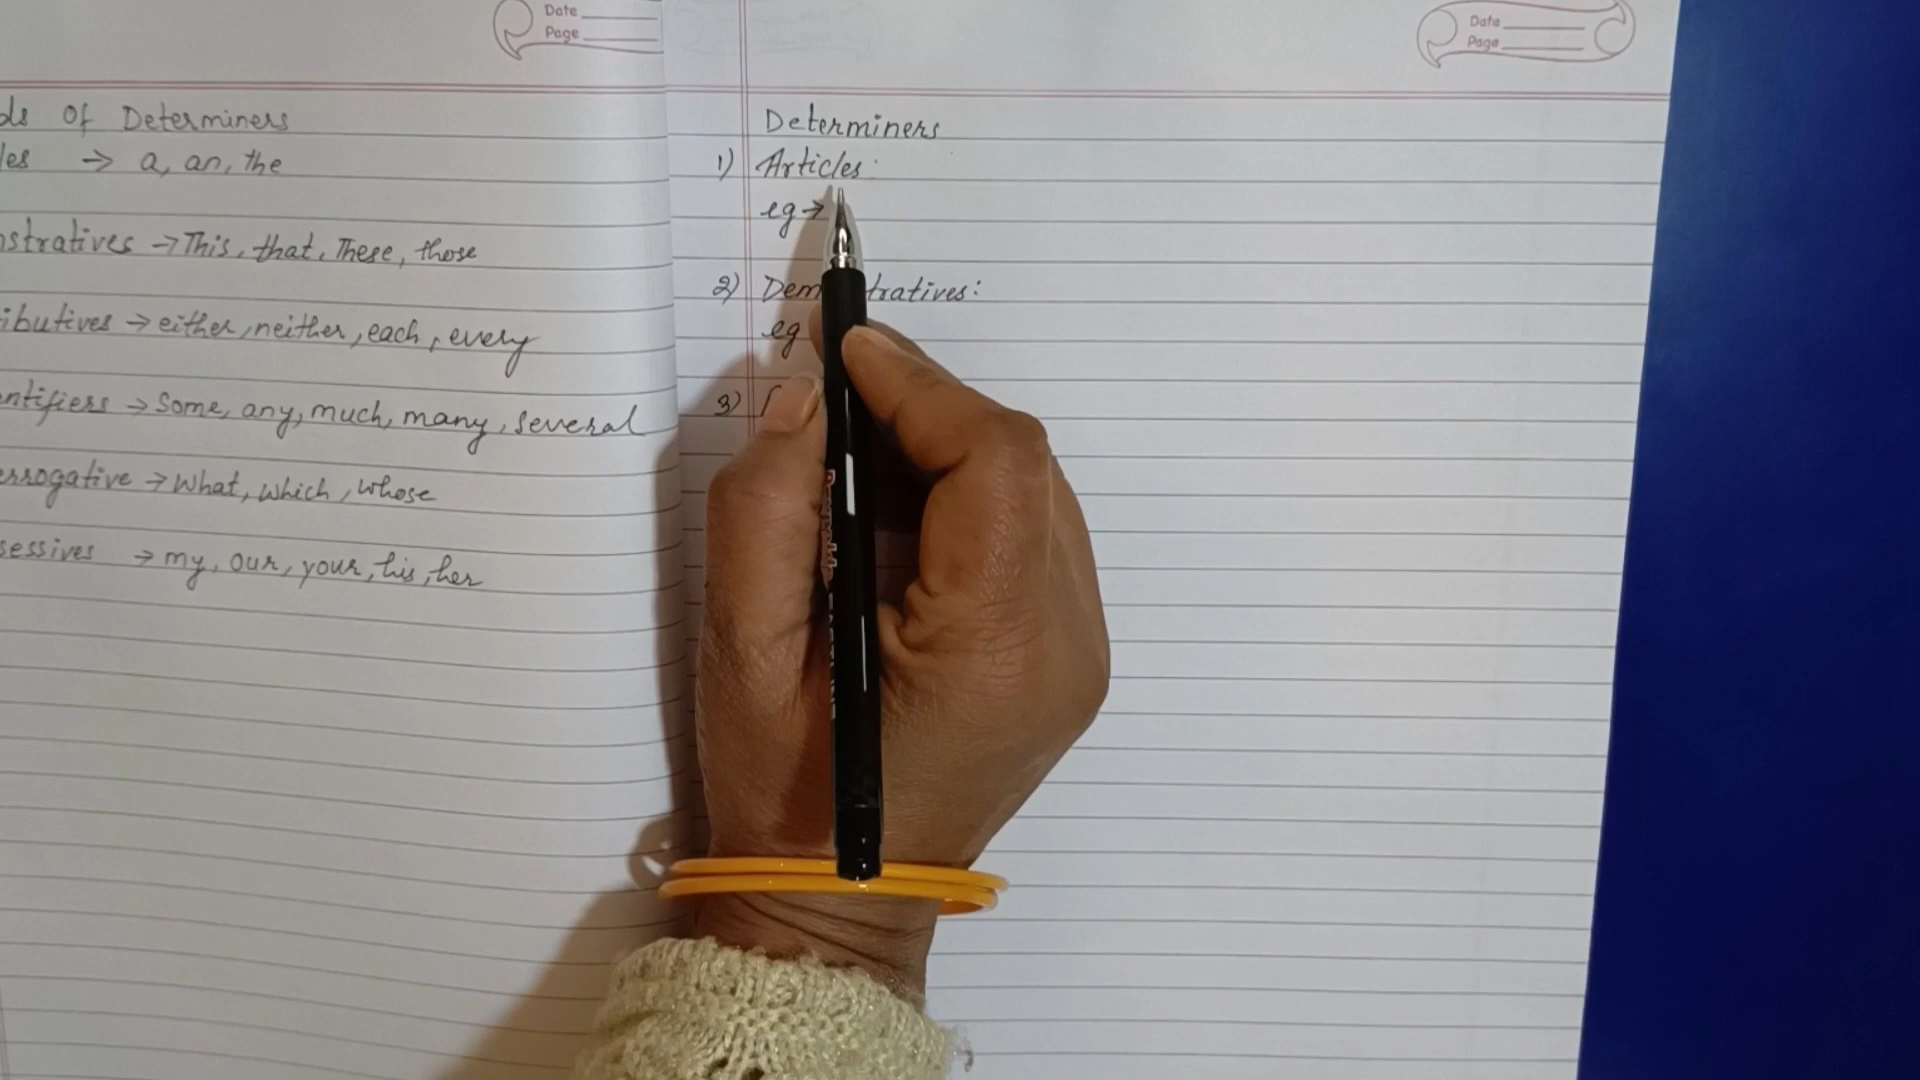 Date
Page
Of Determiners
→ a, an, the
→ This, that, These, those
→ either, neither, each, every
→ Some, any, much, many, several
→ What, which, whose
→ my, our, your, his, her
Date
Page
Determiners
1) Articles:
eg →
2)
eg
3)